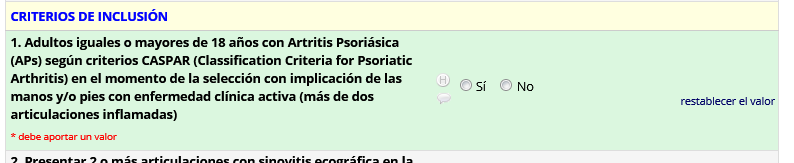 CRITERIOS DE INCLUSIÓN
1. Adultos iguales o mayores de 18 años con Artritis Psoriásica
(APs) según criterios CASPAR (Classification Criteria for Psoriatic
Arthritis) en el momento de la selección con implicación de las
manos y/o pies con enfermedad clínica activa (más de dos
articulaciones inflamadas)
H
Sí No
restablecer el valor
* debe aportar un valor
2. Presentar 2 o más articulaciones con sinovitis ecográfica en la